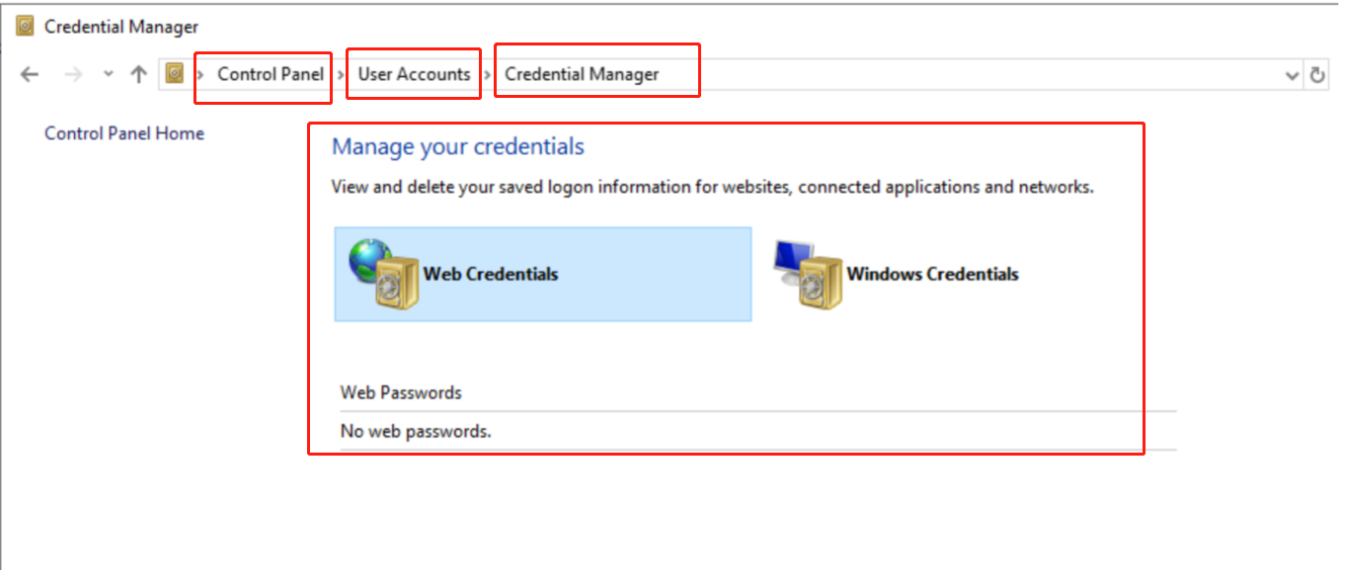 Credential Manager
Control Panel › User Accounts › Credential Manager
Control Panel Home
Manage your credentials
View and delete your saved logon information for websites, connected applications and networks.
Web Credentials
Windows Credentials
Web Passwords
No web passwords.